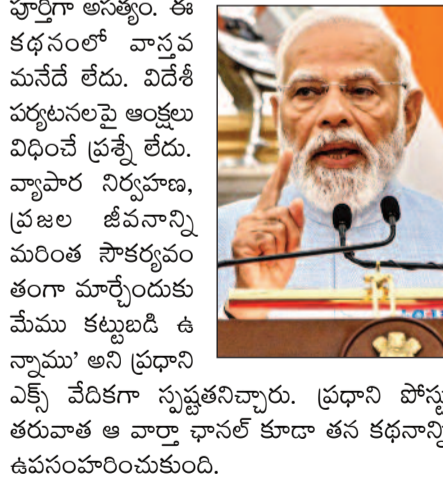 పూర్తిగా అసత్యం. ఈ
కథనంలో వాస్తవ
మనేదే లేదు. విదేశీ
పర్యటనలపై ఆంక్షలు
విధించే ప్రశ్నే లేదు.
వ్యాపార నిర్వహణ,
ప్రజల జీవనాన్ని
మరింత సౌకర్యవం
తంగా మార్చేందుకు
మేము కట్టుబడి ఉ
న్నాము’ అని ప్రధాని
ఎక్స్ వేదికగా స్పష్టతనిచ్చారు. ప్రధాని పోస్టు
తరువాత ఆ వార్తా ఛానల్ కూడా తన కథనాన్ని
ఉపసంహరించుకుంది.